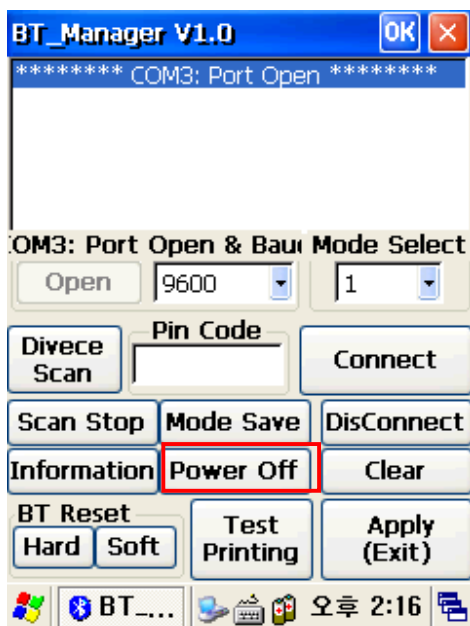 BT_Manager V1.0 OK
******** COM3: Port Open ********
OM3: Port Open & Bau Mode Select
Open 9600 1
Pin Code
Divece Scan Connect
Scan Stop Mode Save DisConnect
Information Power Off Clear
BT Reset
Hard Soft Test Printing Apply (Exit)
BT_... 오후 2:16